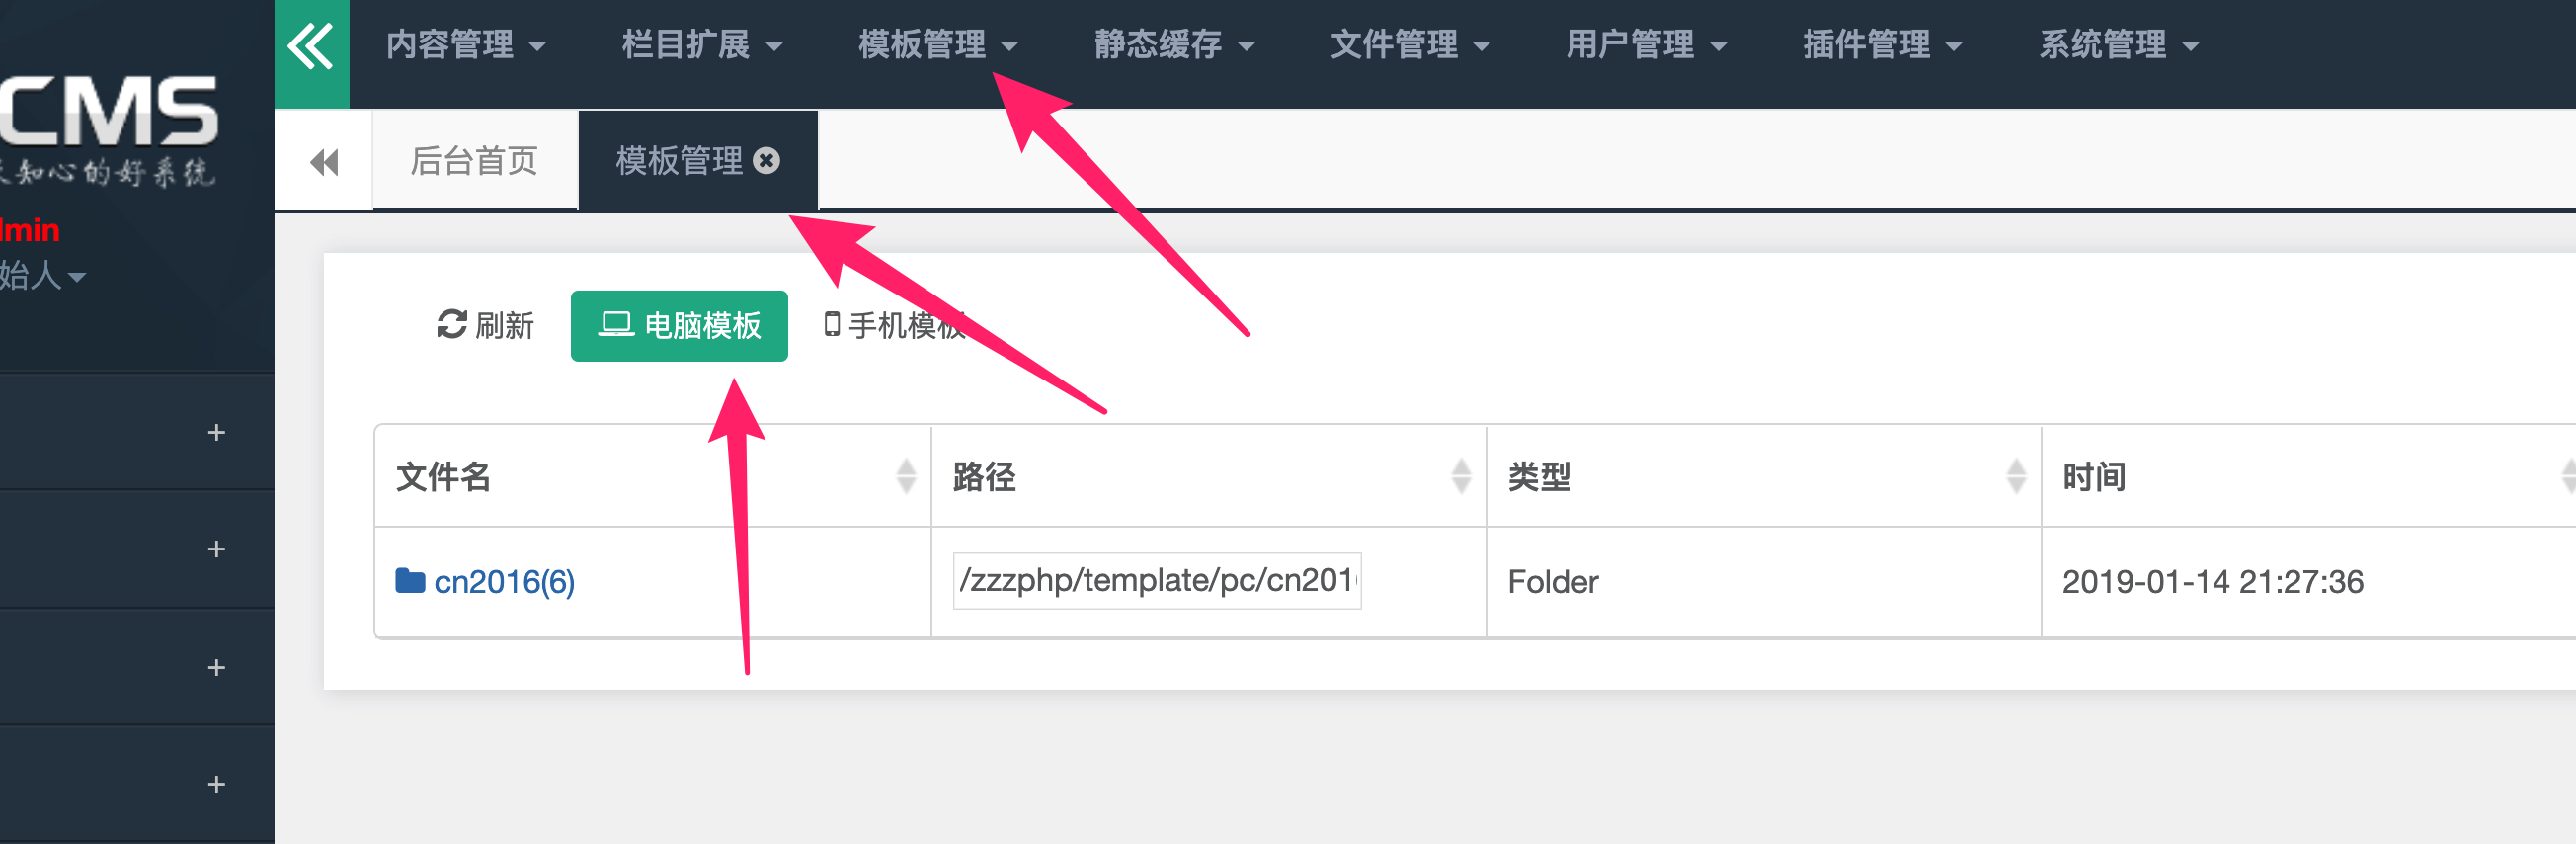 内容管理
栏目扩展
模板管理
静态缓存
文件管理
用户管理
插件管理
系统管理
CMS
知心的好系统
后台首页
模板管理
min
始人
刷新
电脑模板
手机模板
文件名
路径
类型
时间
cn2016(6)
/zzzphp/template/pc/cn201
Folder
2019-01-14 21:27:36
+
+
+
+